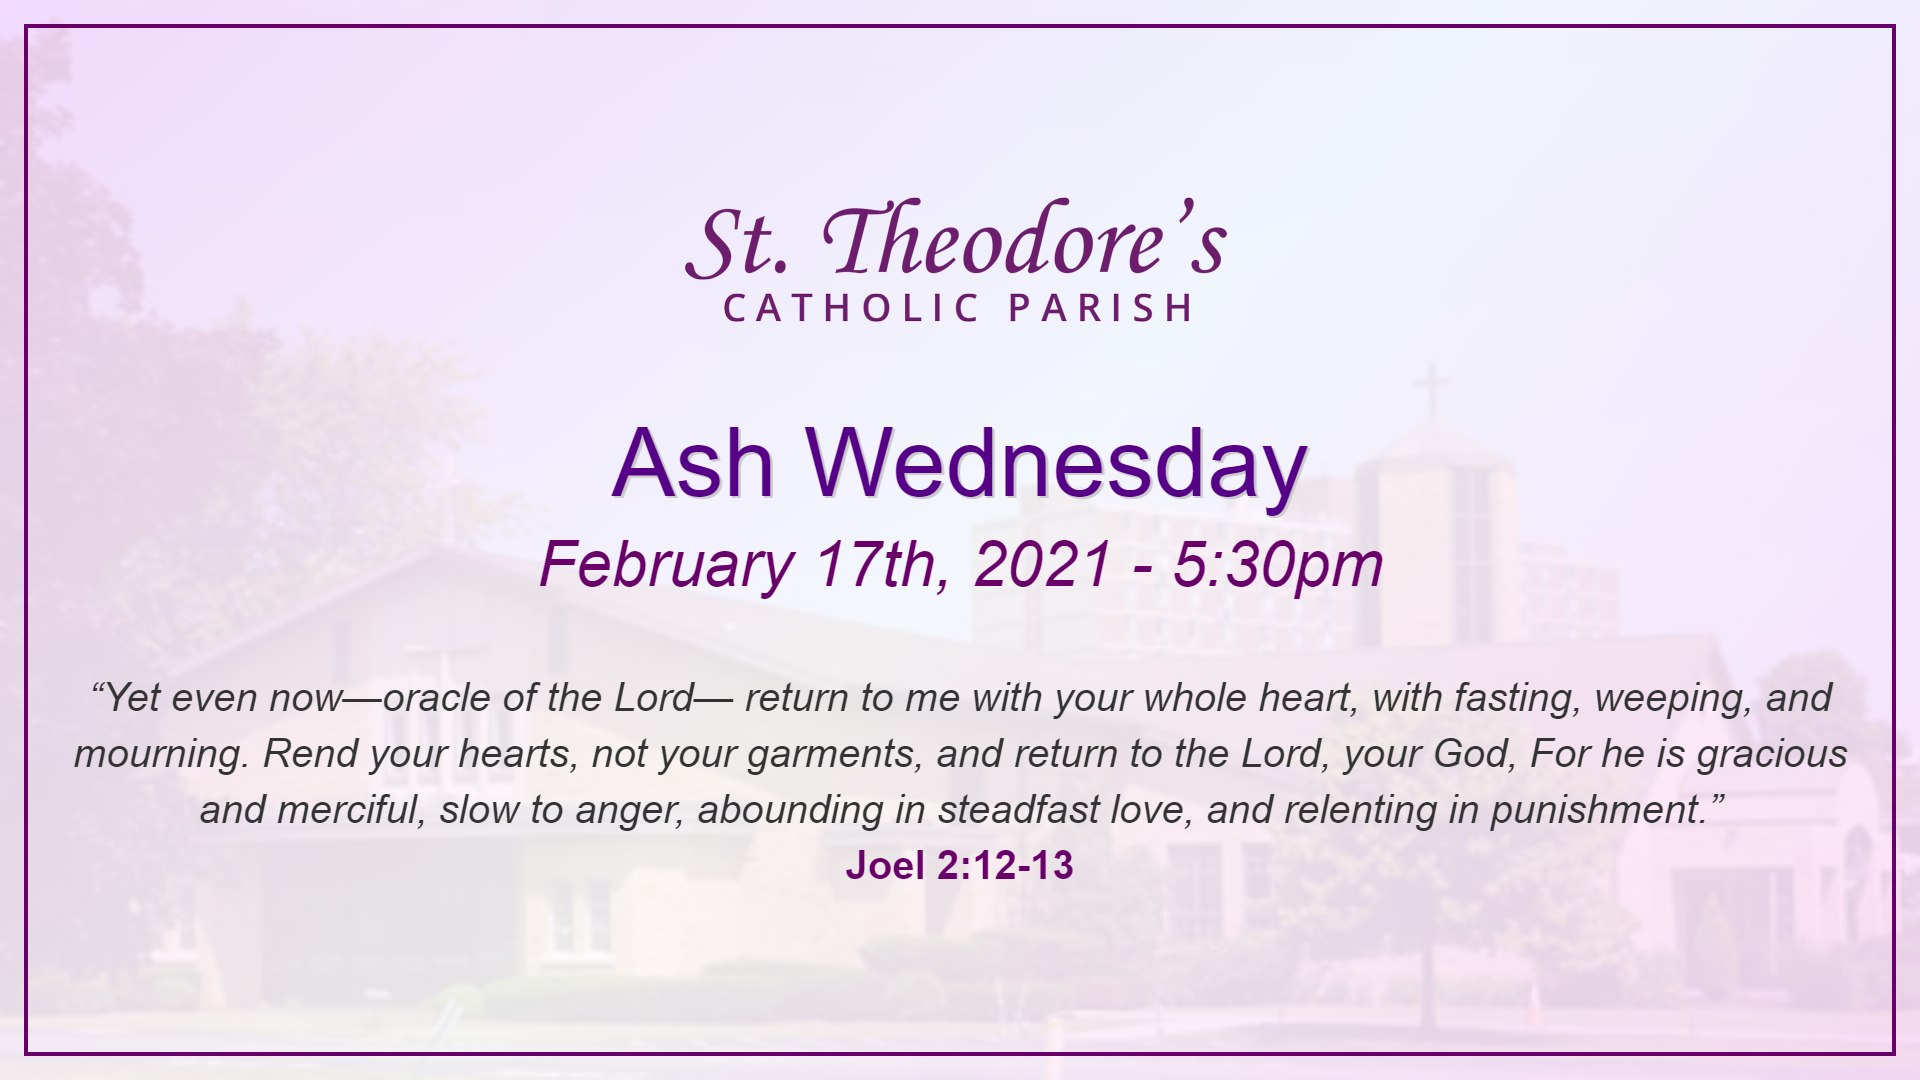 St. Theodore’s
CATHOLIC PARISH
Ash Wednesday
February 17th, 2021 - 5:30pm
“Yet even now—oracle of the Lord— return to me with your whole heart, with fasting, weeping, and
mourning. Rend your hearts, not your garments, and return to the Lord, your God, For he is gracious
and merciful, slow to anger, abounding in steadfast love, and relenting in punishment.”
Joel 2:12-13